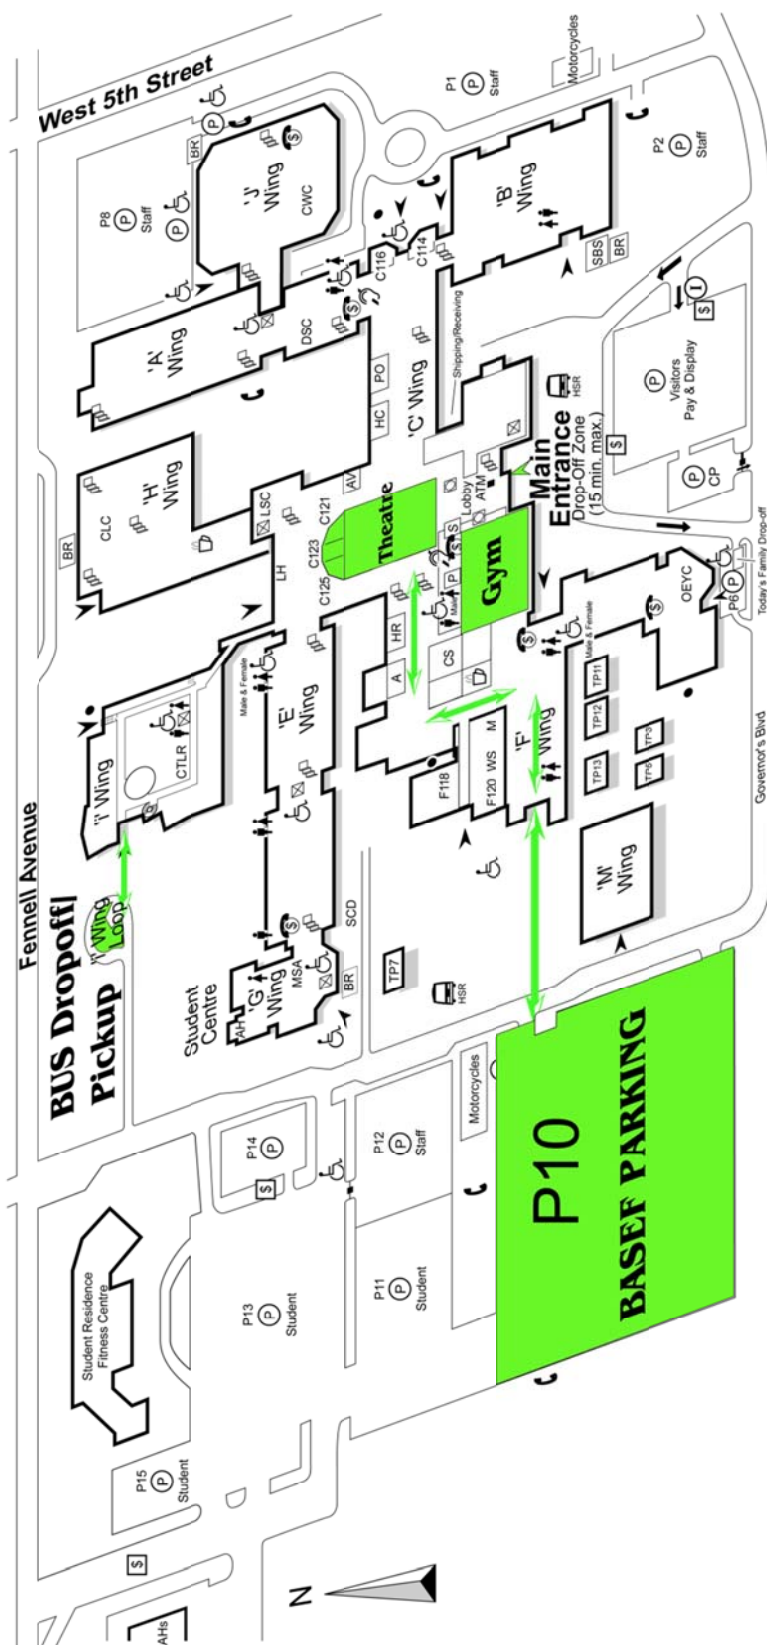 West 5th Street
Fennell Avenue
Governor's Blvd
P1
P
Staff
Motorcycles
P2
P
Staff
P8
P
Staff
P
P
BR
'J'
Wing
CWC
'B'
Wing
SBS
BR
C116
C114
'A'
Wing
DSC
$
PO
HC
'C' Wing
Shipping/Receiving
HSR
I
$
P
Visitors
Pay & Display
$
P
CP
Main
Entrance
Drop-Off Zone
(15 min. max.)
Lobby
ATM
AV
BR
CLC
'H'
Wing
LSC
LH
C121
C123
C125
Theatre
Gym
S
$
P
Male
HR
A
CS
OEYC
P6
P
Today's Family Drop-off
$
$
Male & Female
TP11
TP12
TP13
TP3
TP5
'F'
Wing
M
WS
F120
F118
'M'
Wing
'I' Wing
CTLR
Male & Female
'E'
Wing
SCD
BUS Dropoff/
Pickup
'I' Wing
Loop
Student
Centre
AH
'G'
Wing
MSA
$
BR
TP7
HSR
Motorcycles
P14
P
$
P12
P
Staff
P11
P
Student
P13
P
Student
P10
BASEF PARKING
Student Residence
Fitness Centre
P15
P
Student
$
AHs
N